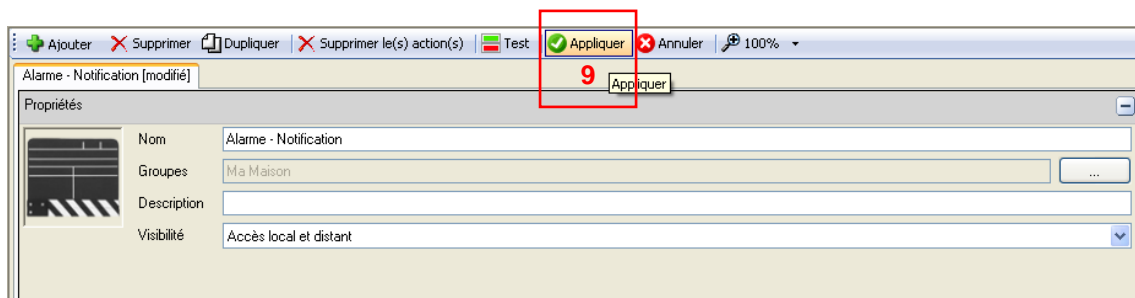 Ajouter Supprimer Dupliquer Supprimer le(s) action(s) Test Appliquer Annuler 100%
9
Appliquer
Alarme - Notification [modifié]
Propriétés
Nom Alarme - Notification
Groupes Ma Maison ...
Description
Visibilité Accès local et distant